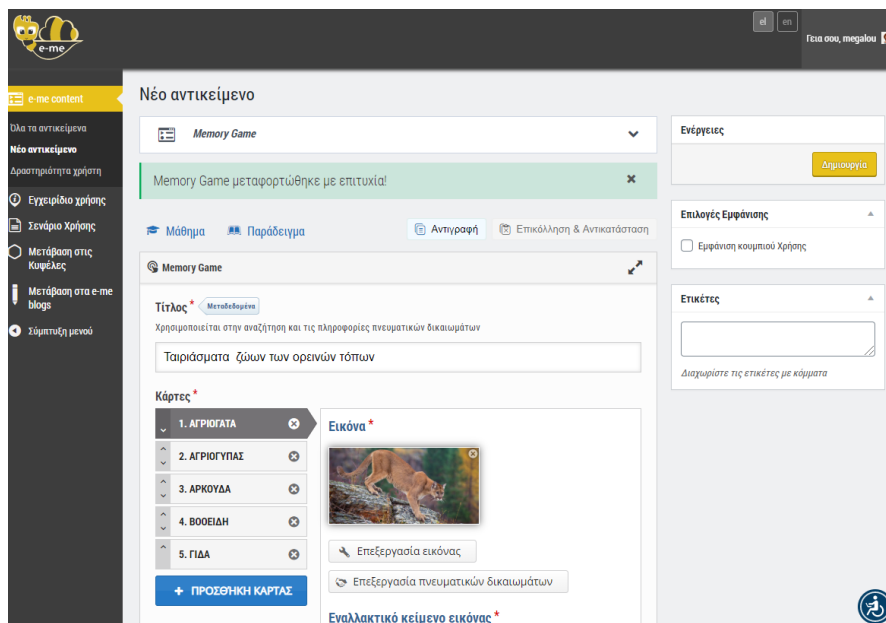 e-me
el en
Γεια σου, megalou
e-me content
Όλα τα αντικείμενα
Νέο αντικείμενο
Δραστηριότητα χρήστη
Εγχειρίδιο χρήσης
Σενάριο Χρήσης
Μετάβαση στις
Κυψέλες
Μετάβαση στα e-me
blogs
Σύμπτυξη μενού
Νέο αντικείμενο
Memory Game
Memory Game μεταφορτώθηκε με επιτυχία!
Μάθημα Παράδειγμα Αντιγραφή Επικόλληση & Αντικατάσταση
Memory Game
Τίτλος * Μεταδεδομένα
Χρησιμοποιείται στην αναζήτηση και τις πληροφορίες πνευματικών δικαιωμάτων
Ταιριάσματα ζώων των ορεινών τόπων
Κάρτες *
1. ΑΓΡΙΟΓΑΤΑ
2. ΑΓΡΙΟΓΥΠΑΣ
3. ΑΡΚΟΥΔΑ
4. ΒΟΟΕΙΔΗ
5. ΓΙΔΑ
+ ΠΡΟΣΘΉΚΗ ΚΆΡΤΑΣ
Εικόνα *
Επεξεργασία εικόνας
Επεξεργασία πνευματικών δικαιωμάτων
Εναλλακτικό κείμενο εικόνας *
Ενέργειες
Δημιουργία
Επιλογές Εμφάνισης
Εμφάνιση κουμπιού Χρήσης
Ετικέτες
Διαχωρίστε τις ετικέτες με κόμματα